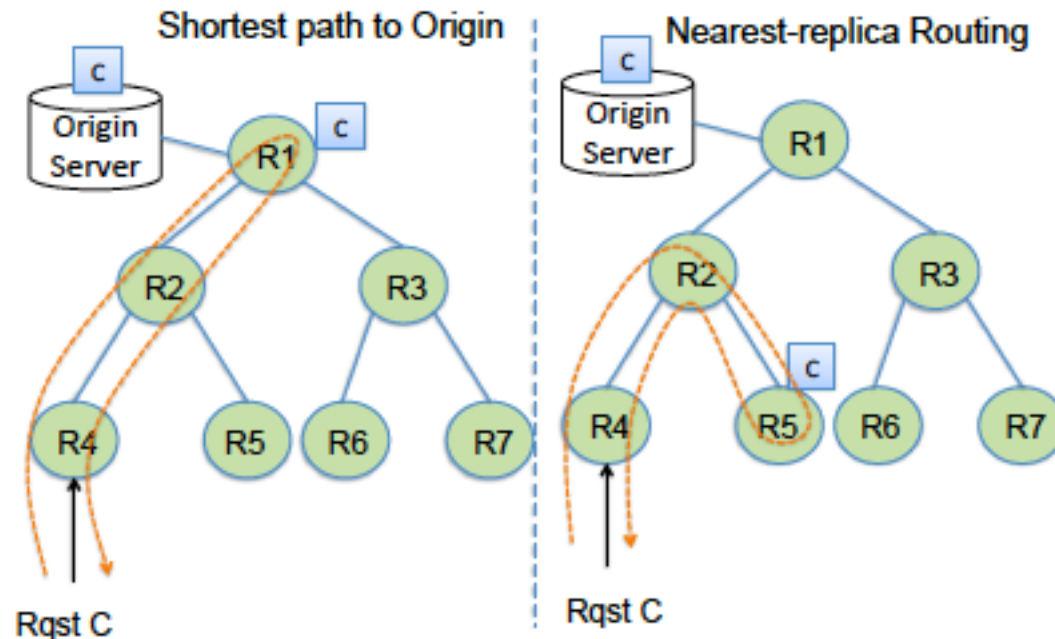 Shortest path to Origin
c
Origin
Server
c
R1
R2
R3
R4
R5
R6
R7
Rqst C
Nearest-replica Routing
c
Origin
Server
R1
R2
R3
c
R4
R5
R6
R7
Rqst C